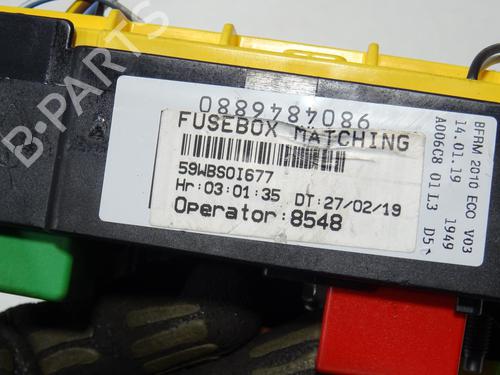 9804846880
FUSEBOX MATCHING
59WBSOI677
Hr:03:01:35 DT:27/02/19
Operator:8548
BFRM 2010 ECO V03
14.01.19 1949
A006C8 01L3 D5
B-PARTS